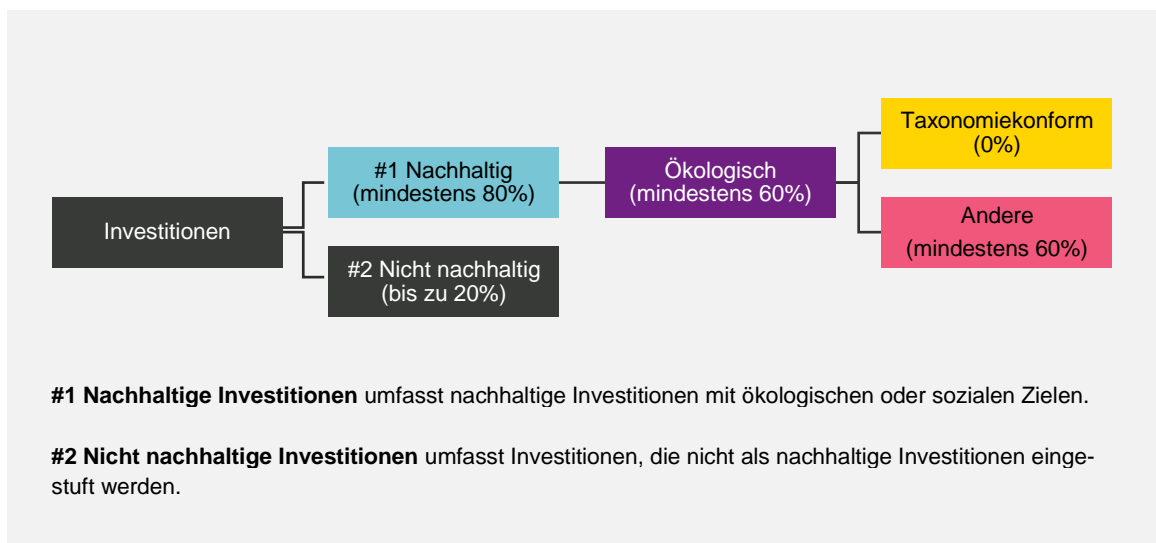 Taxonomiekonform
(0%)
#1 Nachhaltig
(mindestens 80%)
Ökologisch
(mindestens 60%)
Andere
(mindestens 60%)
Investitionen
#2 Nicht nachhaltig
(bis zu 20%)
#1 Nachhaltige Investitionen umfasst nachhaltige Investitionen mit ökologischen oder sozialen Zielen.
#2 Nicht nachhaltige Investitionen umfasst Investitionen, die nicht als nachhaltige Investitionen einge-
stuft werden.